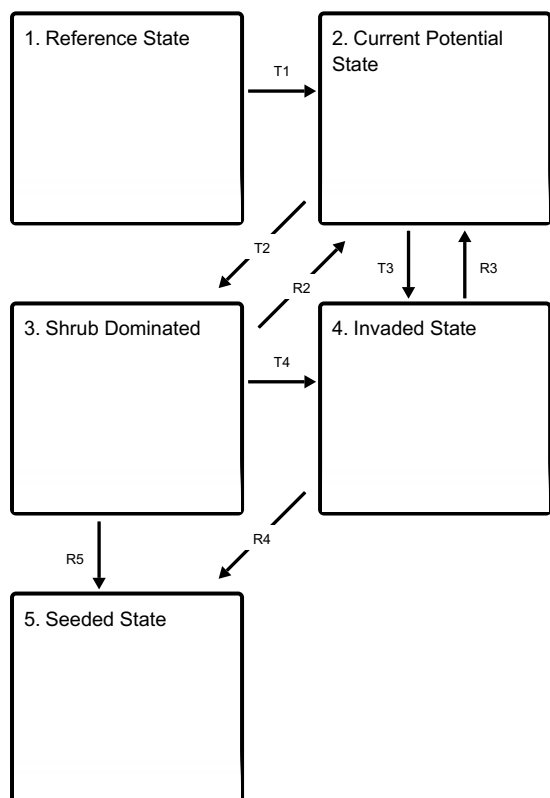 1. Reference State
2. Current Potential
State
T1
T2
R2
T3
R3
3. Shrub Dominated
4. Invaded State
T4
R4
R5
5. Seeded State